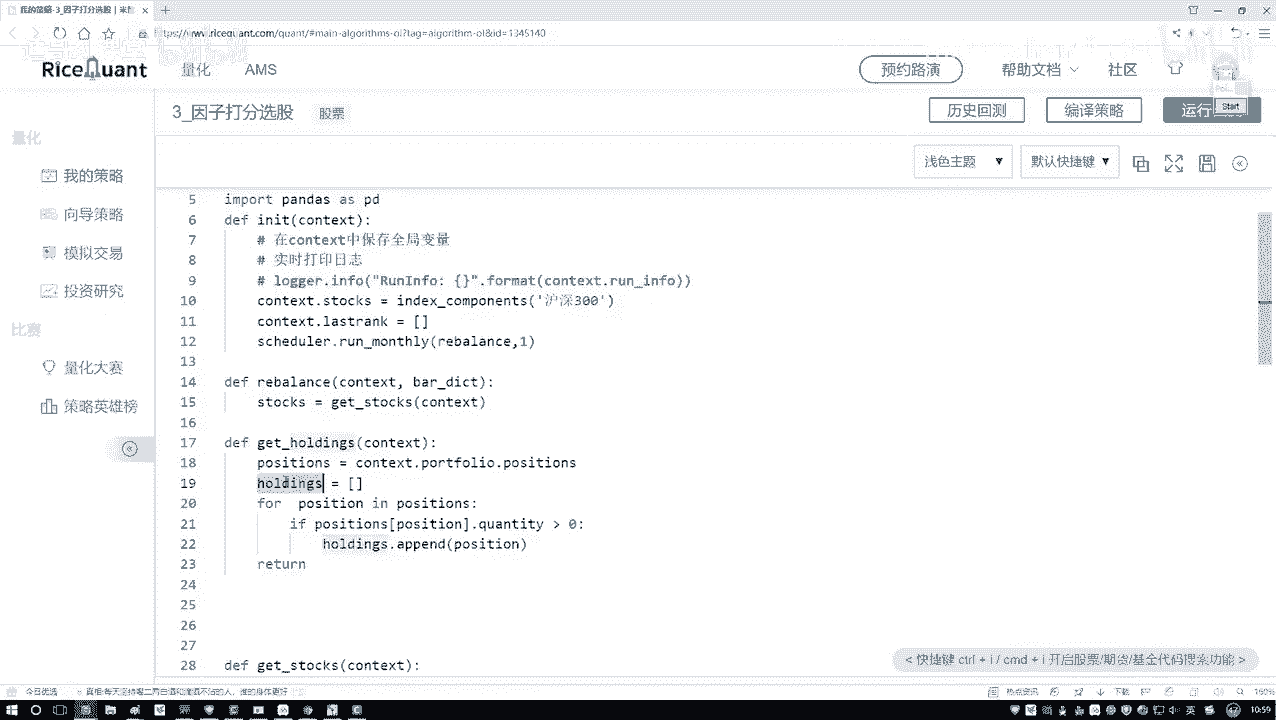 我的策略-3_因子打分选股 | 米
https://www.ricequant.com/quant/#main-algorithms-ol?tag=algorithm-ol&id=1345140
RiceQuant
量化
AMS
预约路演
帮助文档
社区
3_因子打分选股
股票
历史回测
编译策略
运行
Start
浅色主题
默认快捷键
量化
我的策略
向导策略
模拟交易
投资研究
比赛
量化大赛
策略英雄榜
5 import pandas as pd
6 def init(context):
7 # 在context中保存全局变量
8 # 实时打印日志
9 # logger.info("RunInfo: {}".format(context.run_info))
10 context.stocks = index_components('沪深300')
11 context.lastrank = []
12 scheduler.run_monthly(rebalance,1)
13
14 def rebalance(context, bar_dict):
15 stocks = get_stocks(context)
16
17 def get_holdings(context):
18 positions = context.portfolio.positions
19 holdings = []
20 for  position in positions:
21 if positions[position].quantity > 0:
22 holdings.append(position)
23 return
24
25
26
27
28 def get_stocks(context):
< 快捷键 ctrl + i / cmd + i 开启股票/期货/基金代码搜索功能 >
今日优选
10:59